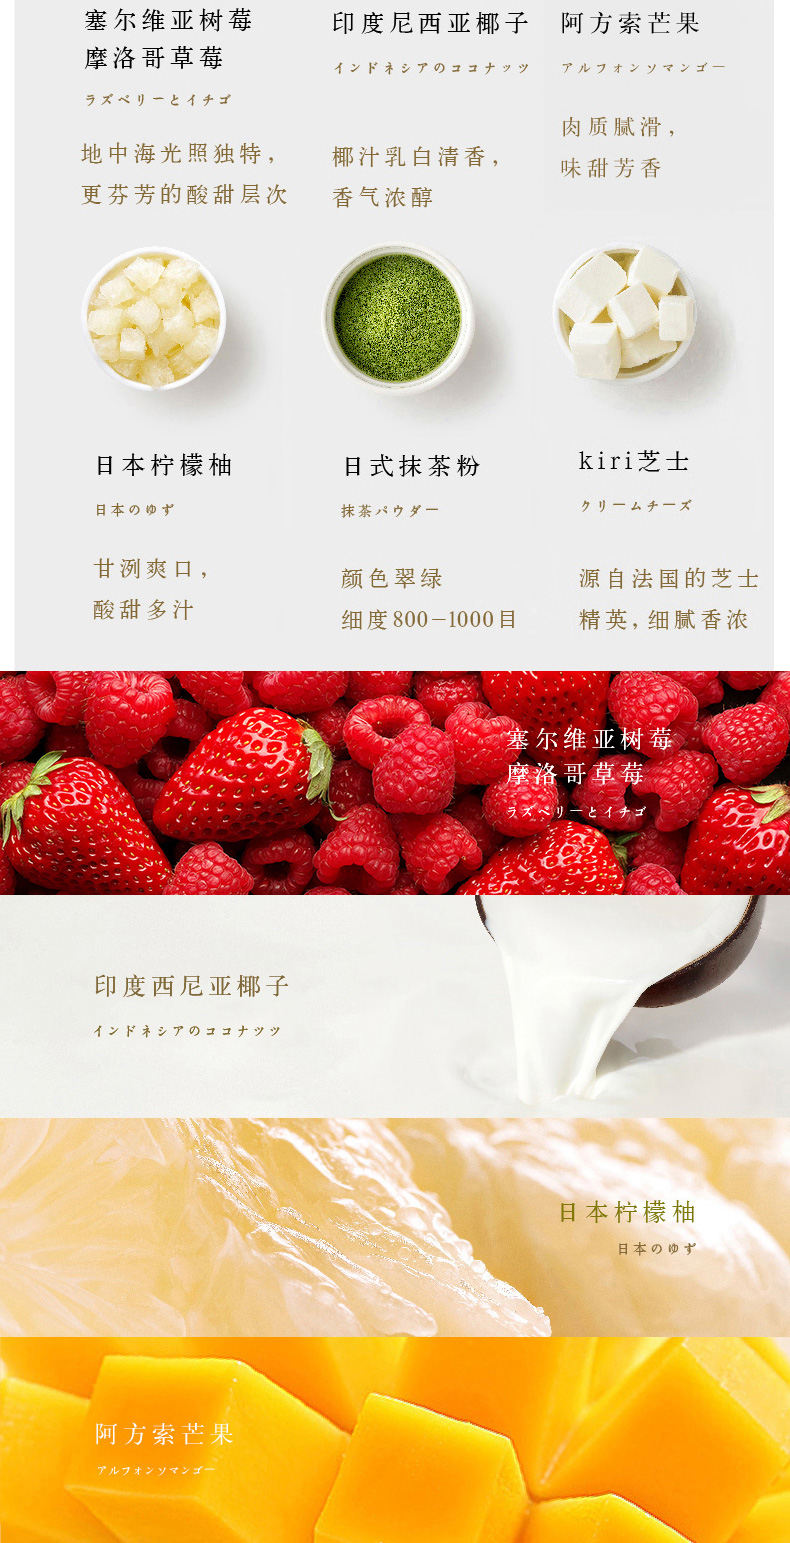 塞尔维亚树莓
摩洛哥草莓
ラズベリーとイチゴ
地中海光照独特，
更芬芳的酸甜层次
印度尼西亚椰子
インドネシアのココナッツ
椰汁乳白清香，
香气浓醇
阿方索芒果
アルフォンソマンゴー
肉质腻滑，
味甜芳香
日本柠檬柚
日本のゆず
甘洌爽口，
酸甜多汁
日式抹茶粉
抹茶パウダー
颜色翠绿
细度800-1000目
kiri芝士
クリームチーズ
源自法国的芝士
精英，细腻香浓
塞尔维亚树莓
摩洛哥草莓
ラズベリーとイチゴ
印度西尼亚椰子
インドネシアのココナッツ
日本柠檬柚
日本のゆず
阿方索芒果
アルフォンソマンゴー